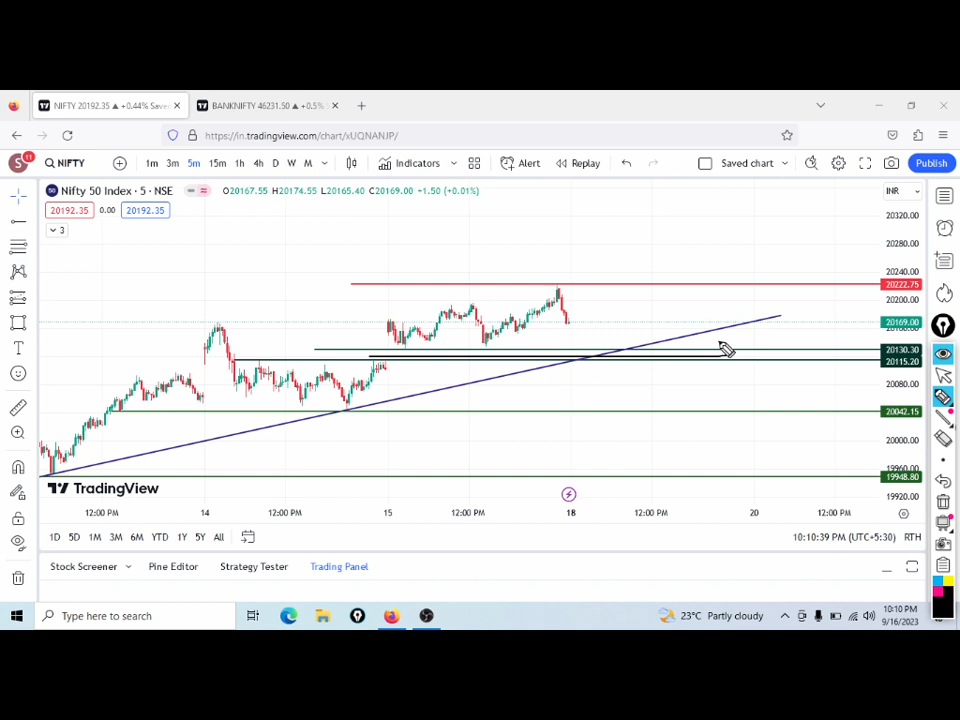 NIFTY 20192.35 ▲ +0.44% Save
BANKNIFTY 46231.50 ▲ +0.5%
https://in.tradingview.com/chart/xUQNANJP/
S 11 NIFTY 1m 3m 5m 15m 1h 4h D W M Indicators Alert Replay Saved chart Publish
Nifty 50 Index · 5 · NSE O20167.55 H20174.55 L20165.40 C20169.00 +1.50 (+0.01%) INR
20192.35 0.00 20192.35
3
20320.00
20280.00
20240.00
20222.75
20200.00
20169.00
20160.00
20130.30
20115.20
20080.00
20042.15
20000.00
19960.00
19948.80
19920.00
TradingView
12:00 PM 14 12:00 PM 15 12:00 PM 18 12:00 PM 20 12:00 PM
1D 5D 1M 3M 6M YTD 1Y 5Y All 10:10:39 PM (UTC+5:30) RTH
Stock Screener Pine Editor Strategy Tester Trading Panel
Type here to search 23°C Partly cloudy 10:10 PM
9/16/2023